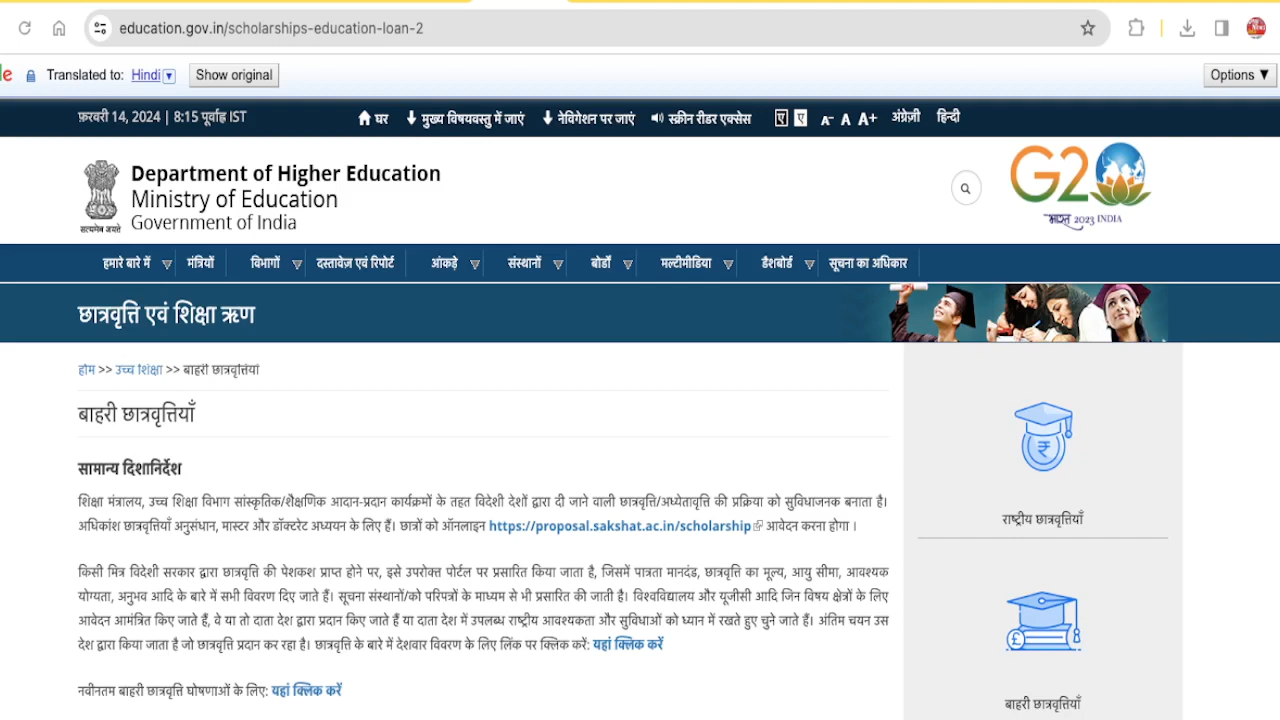 education.gov.in/scholarships-education-loan-2
e Translated to: Hindi ▼ Show original Options ▼
फ़रवरी 14, 2024 | 8:15 पूर्वाह्न IST घर मुख्य विषयवस्तु में जाएं नेविगेशन पर जाएं स्क्रीन रीडर एक्सेस ए ए A- A A+ अंग्रेज़ी हिन्दी
Department of Higher Education
Ministry of Education
Government of India
सत्यमेव जयते
G20
भारत 2023 INDIA
हमारे बारे में मंत्रियों विभागों दस्तावेज़ एवं रिपोर्ट आंकड़े संस्थानों बोर्डों मल्टीमीडिया डैशबोर्ड सूचना का अधिकार
छात्रवृत्ति एवं शिक्षा ऋण
होम >> उच्च शिक्षा >> बाहरी छात्रवृत्तियाँ
बाहरी छात्रवृत्तियाँ
सामान्य दिशानिर्देश
शिक्षा मंत्रालय, उच्च शिक्षा विभाग सांस्कृतिक/शैक्षणिक आदान-प्रदान कार्यक्रमों के तहत विदेशी देशों द्वारा दी जाने वाली छात्रवृत्ति/अध्येतावृत्ति की प्रक्रिया को सुविधाजनक बनाता है।
अधिकांश छात्रवृत्तियाँ अनुसंधान, मास्टर और डॉक्टरेट अध्ययन के लिए हैं। छात्रों को ऑनलाइन https://proposal.sakshat.ac.in/scholarship आवेदन करना होगा ।
किसी मित्र विदेशी सरकार द्वारा छात्रवृत्ति की पेशकश प्राप्त होने पर, इसे उपरोक्त पोर्टल पर प्रसारित किया जाता है, जिसमें पात्रता मानदंड, छात्रवृत्ति का मूल्य, आयु सीमा, आवश्यक
योग्यता, अनुभव आदि के बारे में सभी विवरण दिए जाते हैं। सूचना संस्थानों/को परिपत्रों के माध्यम से भी प्रसारित की जाती है। विश्वविद्यालय और यूजीसी आदि जिन विषय क्षेत्रों के लिए
आवेदन आमंत्रित किए जाते हैं, वे या तो दाता देश द्वारा प्रदान किए जाते हैं या दाता देश में उपलब्ध राष्ट्रीय आवश्यकता और सुविधाओं को ध्यान में रखते हुए चुने जाते हैं। अंतिम चयन उस
देश द्वारा किया जाता है जो छात्रवृत्ति प्रदान कर रहा है। छात्रवृत्ति के बारे में देशवार विवरण के लिए लिंक पर क्लिक करें: यहां क्लिक करें
नवीनतम बाहरी छात्रवृत्ति घोषणाओं के लिए: यहां क्लिक करें
राष्ट्रीय छात्रवृत्तियाँ
बाहरी छात्रवृत्तियाँ